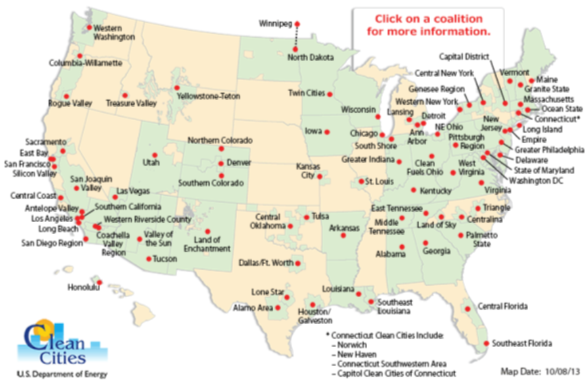 Click on a coalition
for more information.
Winnipeg
Western
Washington
North Dakota
Capital District
Columbia-Willamette
Central New York
Vermont
Maine
Genesee Region
Granite State
Yellowstone-Teton
Twin Cities
Western New York
Massachusetts
Rogue Valley
Treasure Valley
Wisconsin
Lansing
Detroit
Ocean State
New
Jersey
Connecticut*
Iowa
Chicago
Ann
Arbor
NE Ohio
Long Island
Empire
Pittsburgh
Region
South Shore
Greater Philadelphia
Sacramento
East Bay
San Francisco
Silicon Valley
Northern Colorado
Utah
Denver
Southern Colorado
Greater Indiana
Clean
Fuels Ohio
West
Virginia
Delaware
State of Maryland
Washington DC
Kansas
City
St. Louis
Kentucky
Virginia
San Joaquin
Valley
Las Vegas
Central Coast
Antelope Valley
Southern California
Los Angeles
Western Riverside County
Long Beach
Coachella
Valley
Region
San Diego Region
Valley of
the Sun
Tucson
Land of
Enchantment
Central
Oklahoma
Tulsa
Arkansas
East Tennessee
Middle
Tennessee
Land of Sky
Triangle
Centralina
Palmetto
State
Alabama
Georgia
Dallas/Ft. Worth
Honolulu
Lone Star
Alamo Area
Houston/
Galveston
Louisiana
Southeast
Louisiana
Central Florida
Southeast Florida
* Connecticut Clean Cities Include:
– Norwich
– New Haven
– Connecticut Southwestern Area
– Capitol Clean Cities of Connecticut
Clean
Cities
U.S. Department of Energy
Map Date: 10/08/13